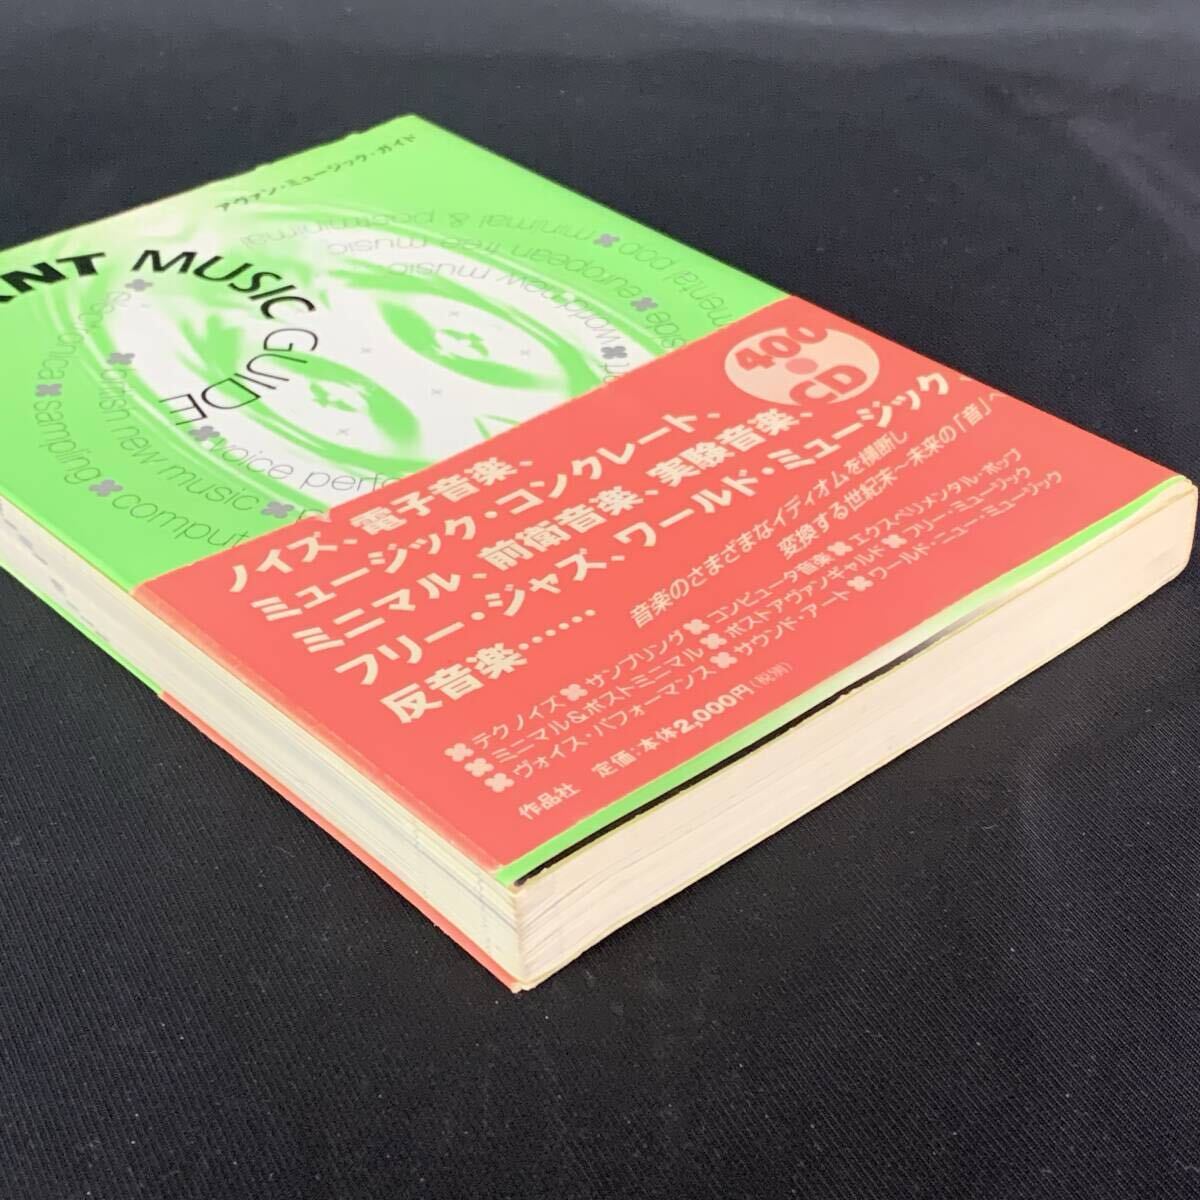 アヴァン・ミュージック・ガイド
ANT MUSIC GUIDE
mental pop
minimal & postminimal
european free music
world new music
british new music
voice perfo
sampling
comput
400
CD
ノイズ、電子音楽、
ミュージック・コンクレート、
ミニマル、前衛音楽、実験音楽、
フリー・ジャズ、ワールド・ミュージック
反音楽……
音楽のさまざまなイディオムを横断し
変換する世紀末〜未来の「音」へ
テクノイズ サンプリング コンピュータ音楽 エクスペリメンタル・ポップ
ミニマル&ポストミニマル ポストアヴァンギャルド フリー・ミュージック
ヴォイス・パフォーマンス サウンド・アート ワールド・ニュー・ミュージック
作品社 定価:本体2,000円(税別)